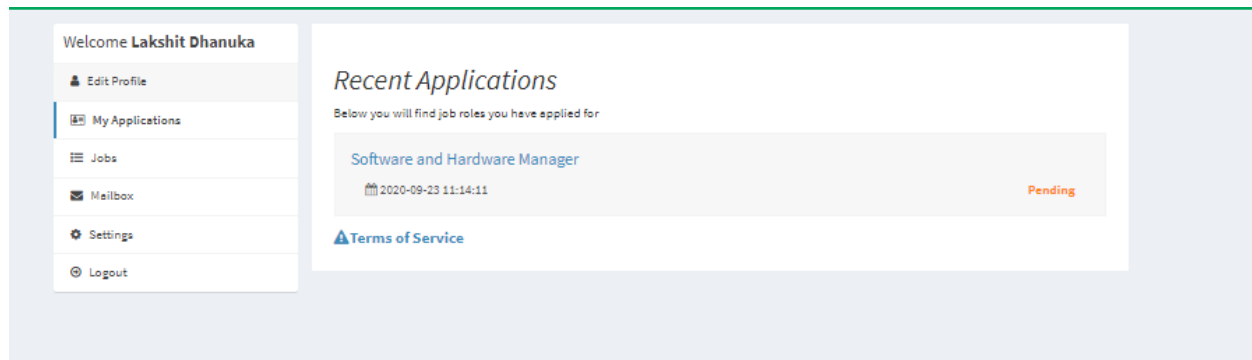 Welcome Lakshit Dhanuka
Edit Profile
My Applications
Jobs
Mailbox
Settings
Logout
Recent Applications
Below you will find job roles you have applied for
Software and Hardware Manager
2020-09-23 11:14:11
Pending
Terms of Service